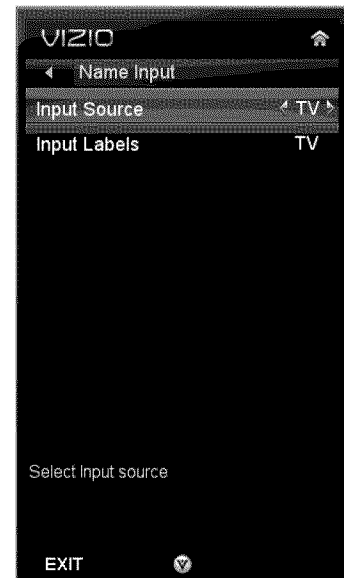 VIZIO
Name Input
Input Source TV
Input Labels TV
Select Input source
EXIT